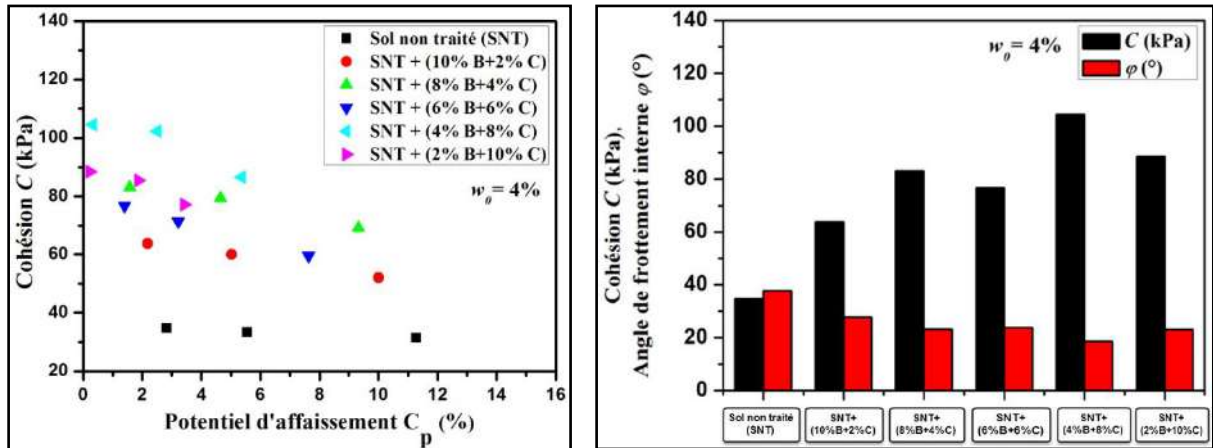 140
120
100
80
60
40
20
Cohésion C (kPa)
Sol non traité (SNT)
SNT + (10% B+2% C)
SNT + (8% B+4% C)
SNT + (6% B+6% C)
SNT + (4% B+8% C)
SNT + (2% B+10% C)
w₀= 4%
0 2 4 6 8 10 12 14 16
Potentiel d'affaissement Cₚ (%)
140
120
100
80
60
40
20
0
Cohésion C (kPa),
Angle de frottement interne φ (°)
w₀= 4%
C (kPa)
φ (°)
Sol non traité
(SNT)
SNT+
(10%B+2%C)
SNT+
(8%B+4%C)
SNT+
(6%B+6%C)
SNT+
(4%B+8%C)
SNT+
(2%B+10%C)